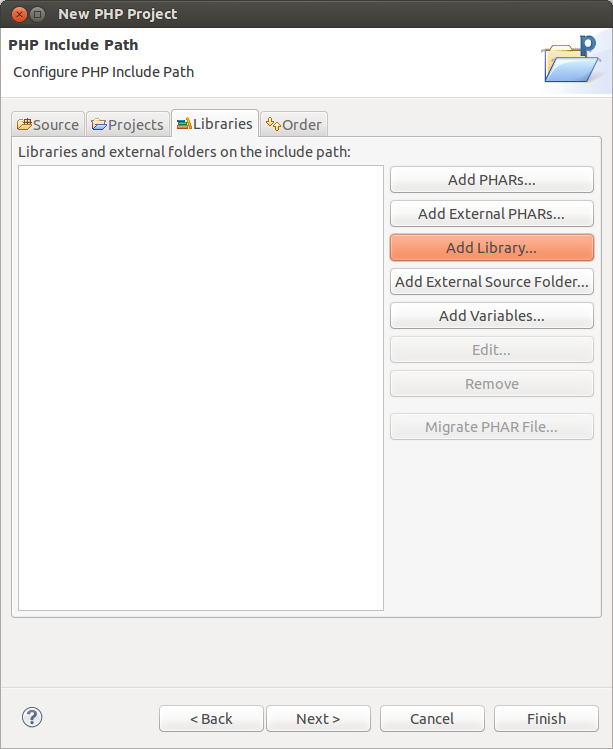 New PHP Project
PHP Include Path
Configure PHP Include Path
Source Projects Libraries Order
Libraries and external folders on the include path:
Add PHARs...
Add External PHARs...
Add Library...
Add External Source Folder...
Add Variables...
Edit...
Remove
Migrate PHAR File...
? < Back Next > Cancel Finish